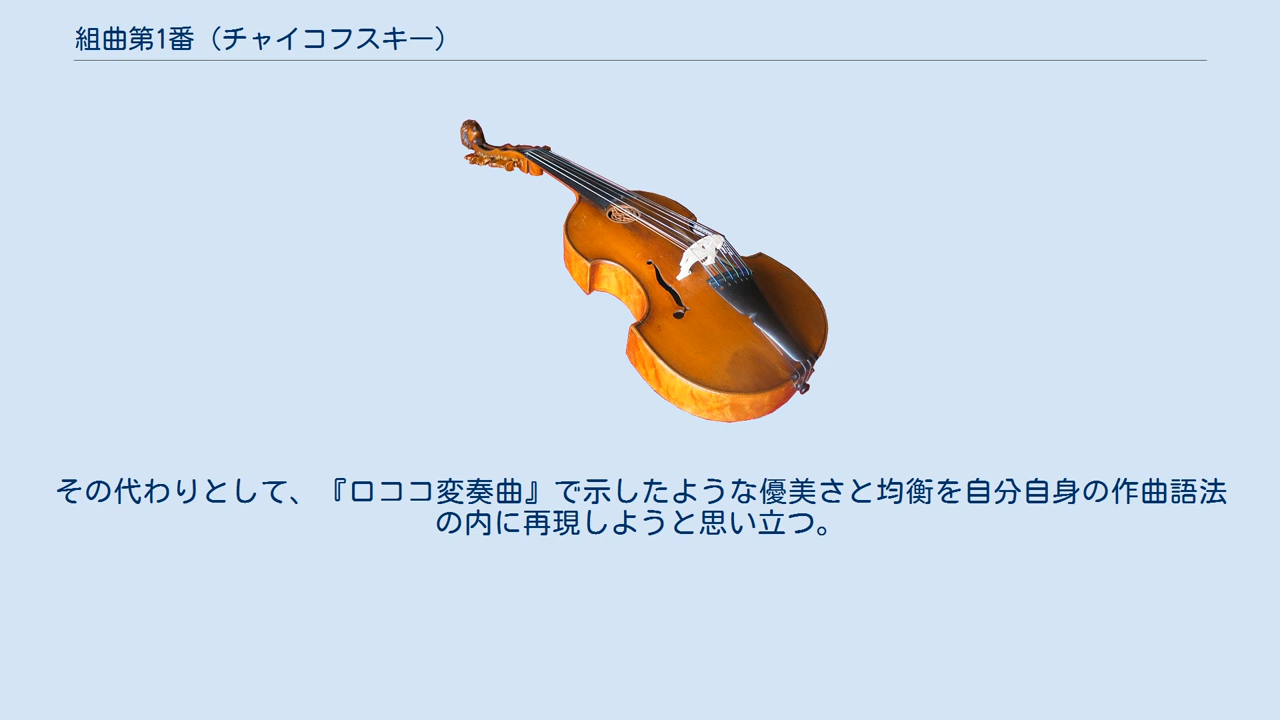 組曲第1番（チャイコフスキー）
その代わりとして、『ロココ変奏曲』で示したような優美さと均衡を自分自身の作曲語法
の内に再現しようと思い立つ。